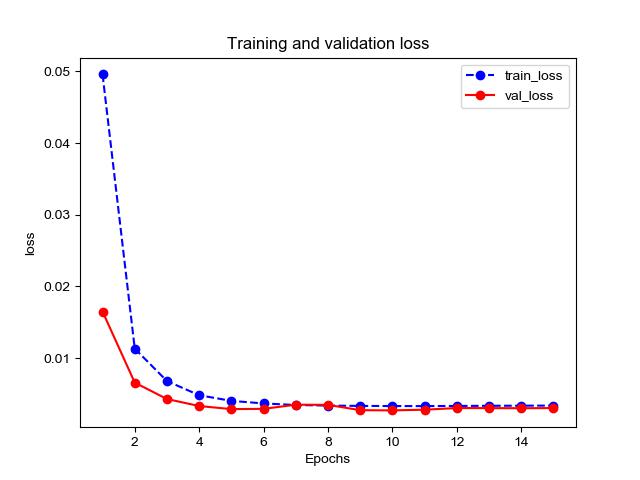 Training and validation loss
train_loss
val_loss
0.05
0.04
0.03
0.02
0.01
loss
2 4 6 8 10 12 14
Epochs